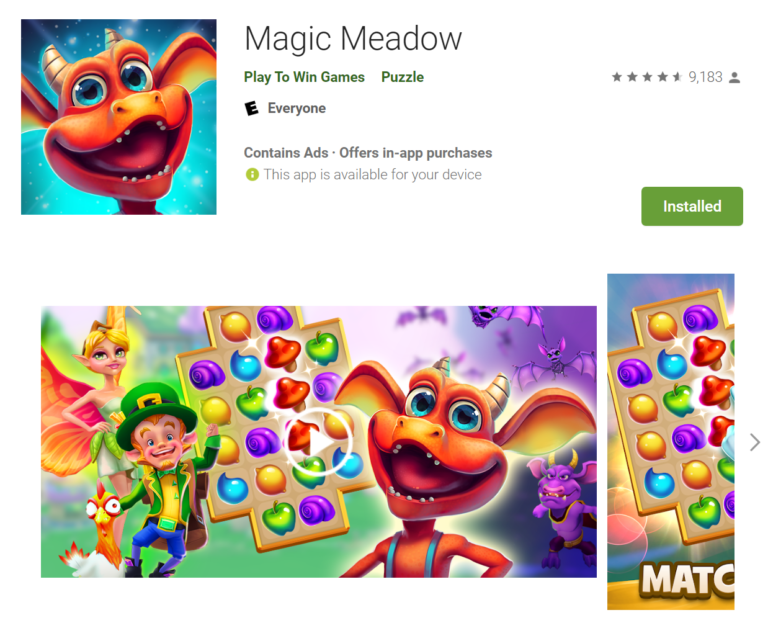 Magic Meadow
Play To Win Games Puzzle
9,183
E Everyone
Contains Ads · Offers in-app purchases
This app is available for your device
Installed
MATC